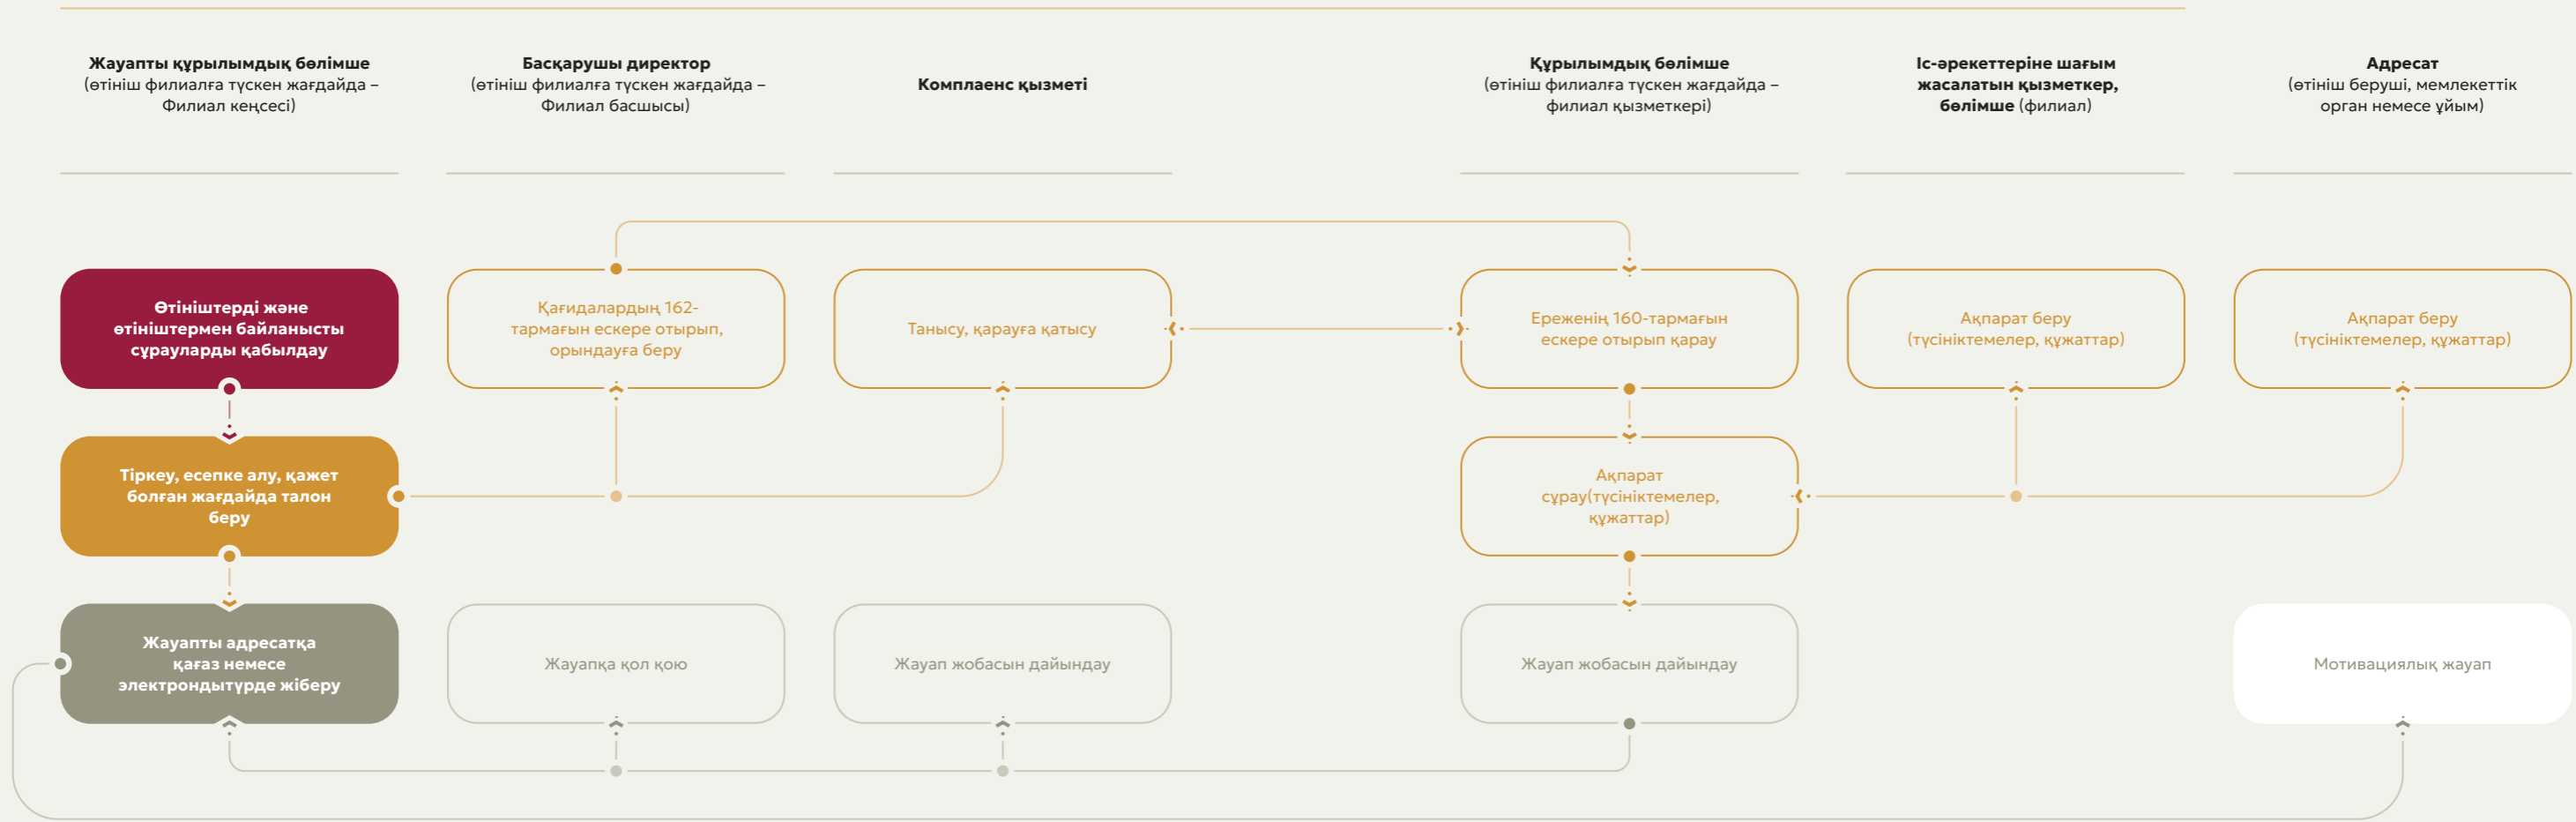 Жауапты құрылымдық бөлімше
(өтініш филиалға түскен жағдайда –
Филиал кеңсесі)
Басқарушы директор
(өтініш филиалға түскен жағдайда –
Филиал басшысы)
Комплаенс қызметі
Құрылымдық бөлімше
(өтініш филиалға түскен жағдайда –
филиал қызметкері)
Іс-әрекеттеріне шағым
жасалатын қызметкер,
бөлімше (филиал)
Адресат
(өтініш беруші, мемлекеттік
орган немесе ұйым)
Өтініштерді және
өтініштермен байланысты
сұрауларды қабылдау
Қағидалардың 162-
тармағын ескере отырып,
орындауға беру
Танысу, қарауға қатысу
Ереженің 160-тармағын
ескере отырып қарау
Ақпарат беру
(түсініктемелер, құжаттар)
Ақпарат беру
(түсініктемелер, құжаттар)
Тіркеу, есепке алу, қажет
болған жағдайда талон
беру
Ақпарат
сұрау(түсініктемелер,
құжаттар)
Жауапты адресатқа
қағаз немесе
электрондытүрде жіберу
Жауапқа қол қою
Жауап жобасын дайындау
Жауап жобасын дайындау
Мотивациялық жауап